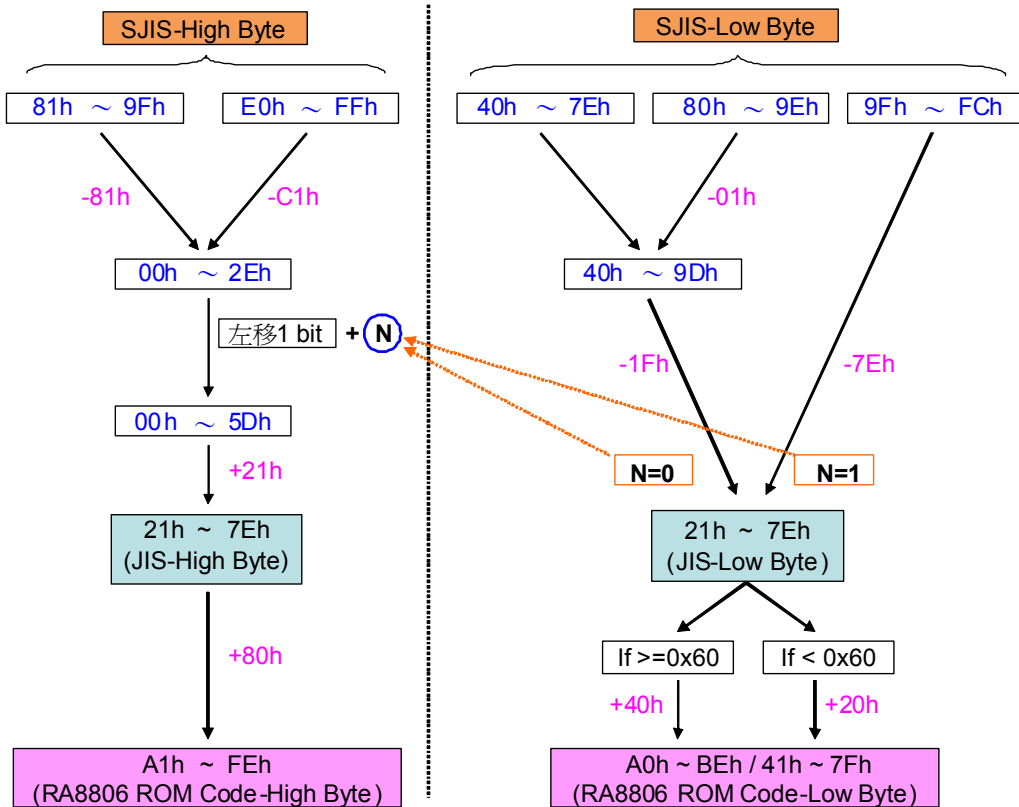 SJIS-High Byte
81h ～ 9Fh
E0h ～ FFh
-81h
-C1h
00h ～ 2Eh
左移1 bit
+
N
00h ～ 5Dh
+21h
21h ~ 7Eh
(JIS-High Byte)
+80h
A1h ~ FEh
(RA8806 ROM Code-High Byte)
SJIS-Low Byte
40h ～ 7Eh
80h ～ 9Eh
9Fh ～ FCh
-01h
40h ～ 9Dh
-1Fh
-7Eh
N=0
N=1
21h ~ 7Eh
(JIS-Low Byte)
If >=0x60
If < 0x60
+40h
+20h
A0h ~ BEh / 41h ~ 7Fh
(RA8806 ROM Code-Low Byte)